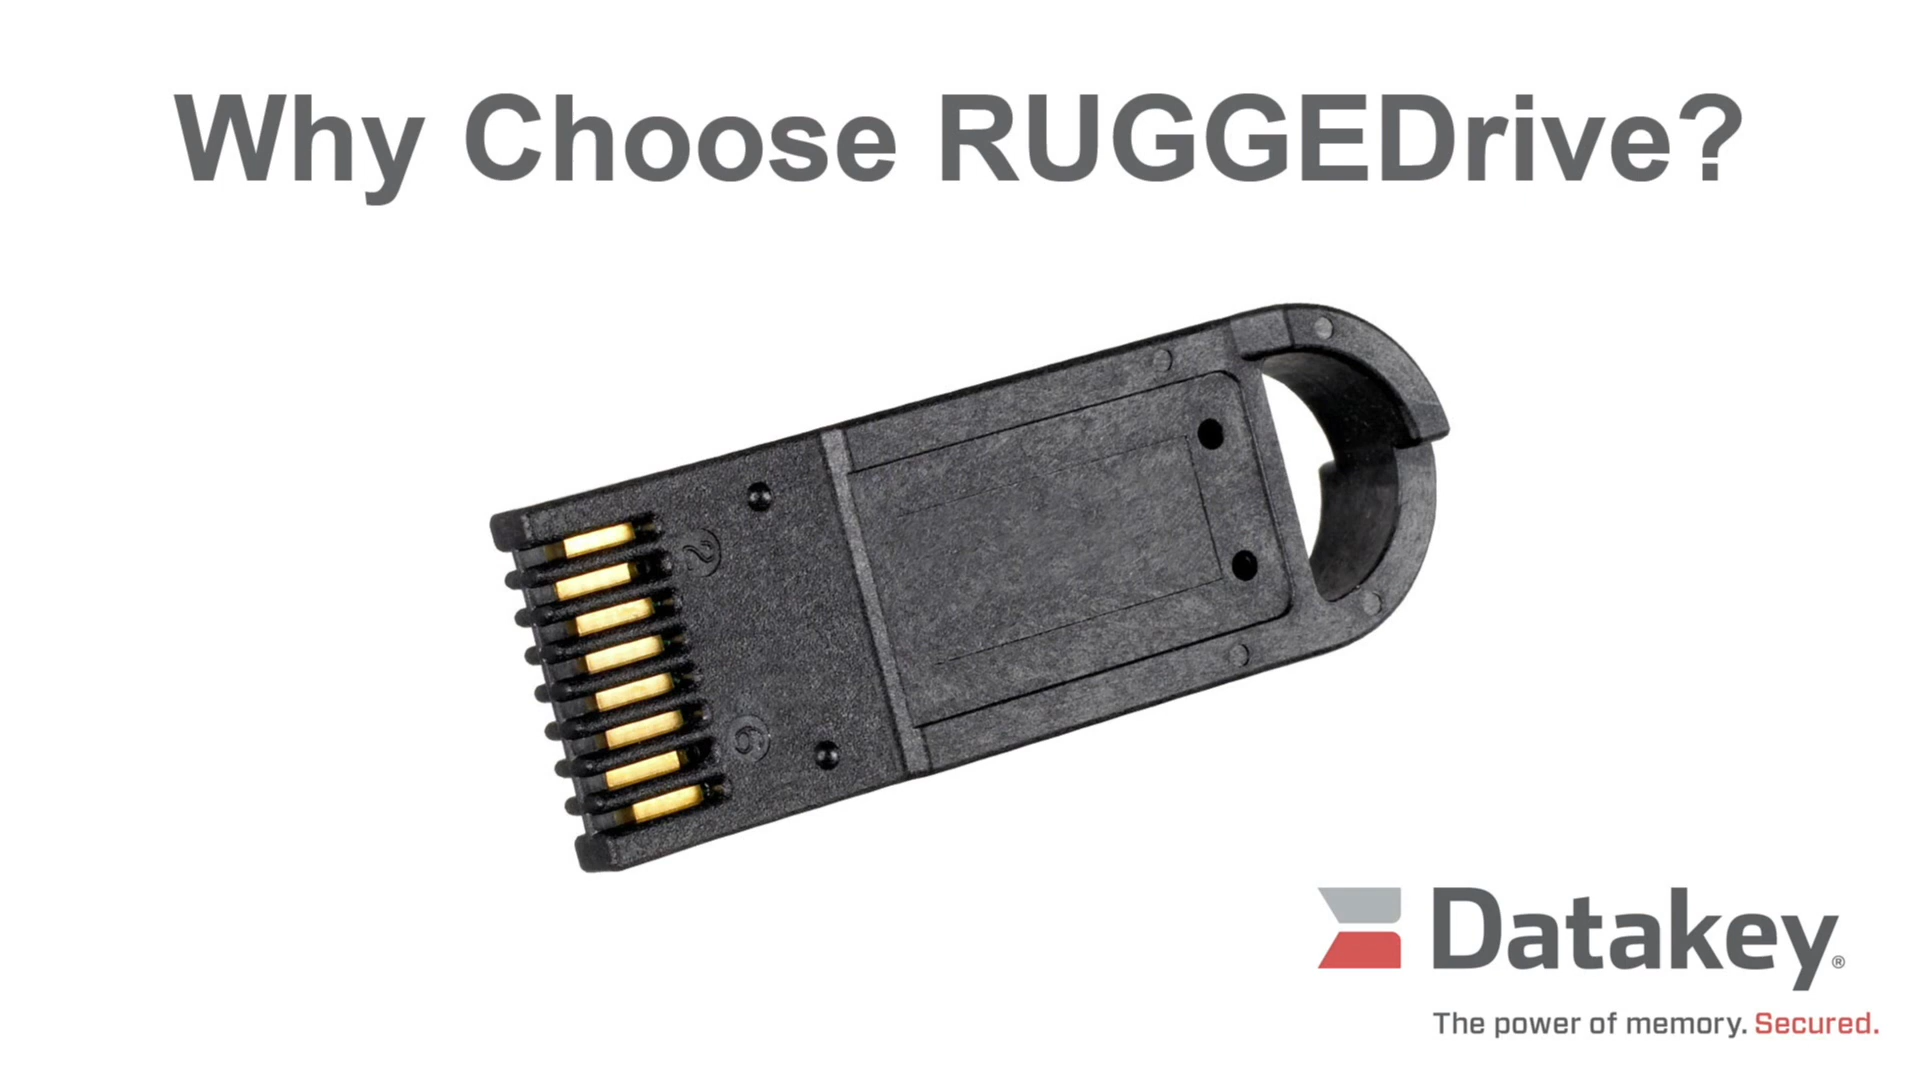 Why Choose RUGGEDrive?
2
6
Datakey®
The power of memory. Secured.